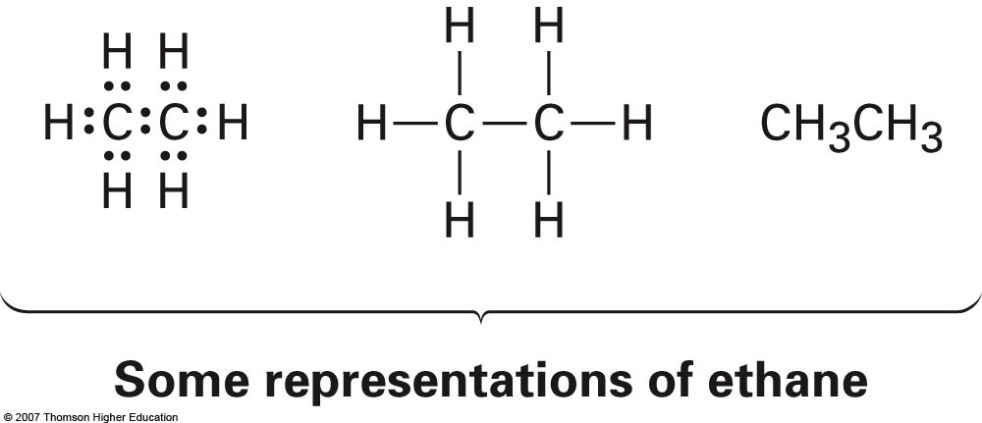 H H H H
H:C:C:H H—C—C—H CH₃CH₃
H H H H
Some representations of ethane
© 2007 Thomson Higher Education